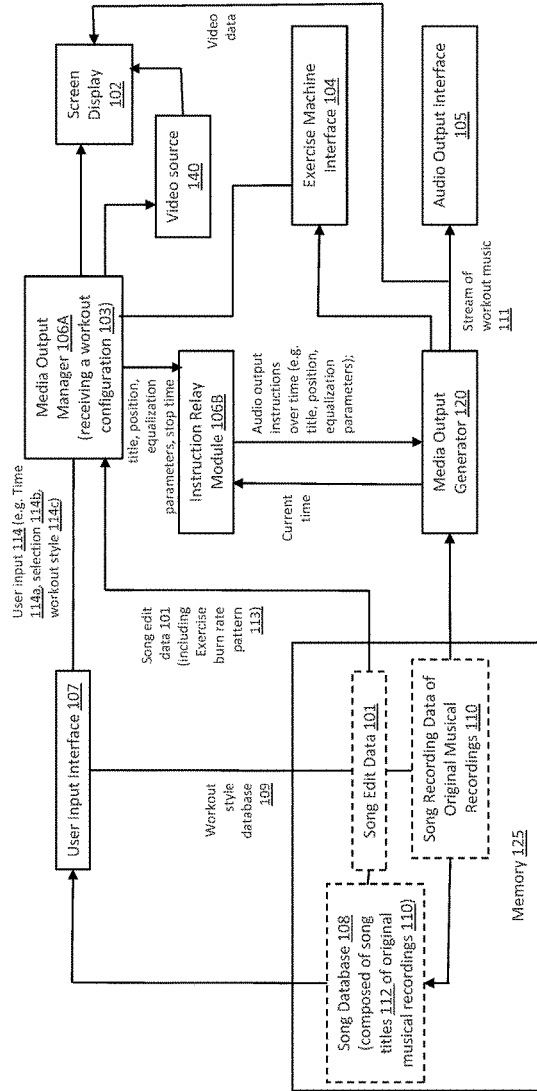 User Input Interface 107
User input 114 (e.g. Time
114a, selection 114b,
workout style 114c)
Media Output
Manager 106A
(receiving a workout
configuration 103)
Screen
Display
102
Video source
140
Video
data
title, position,
equalization
parameters, stop time
Workout
style
database
109
Song edit
data 101
(including
Exercise
burn rate
pattern
113)
Instruction Relay
Module 106B
Exercise Machine
Interface 104
Current
time
Audio output
instructions
over time (e.g.
title, position,
equalization
parameters);
Song Database 108
(composed of song
titles 112 of original
musical recordings 110)
Song Edit Data 101
Song Recording Data of
Original Musical
Recordings 110
Media Output
Generator 120
Stream of
workout music
111
Audio Output Interface
105
Memory 125